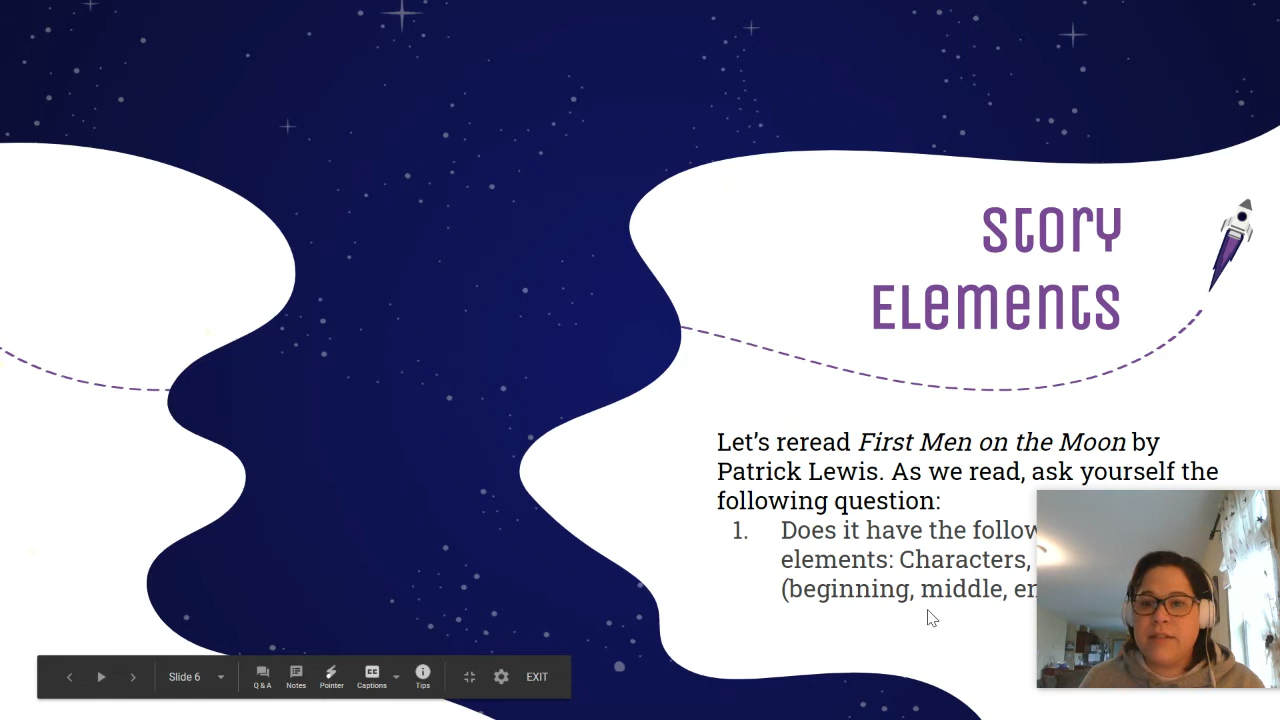 Story
Elements
Let's reread First Men on the Moon by
Patrick Lewis. As we read, ask yourself the
following question:
1. Does it have the follow
elements: Characters,
(beginning, middle, en
Slide 6
Q & A
Notes
Pointer
Captions
Tips
EXIT